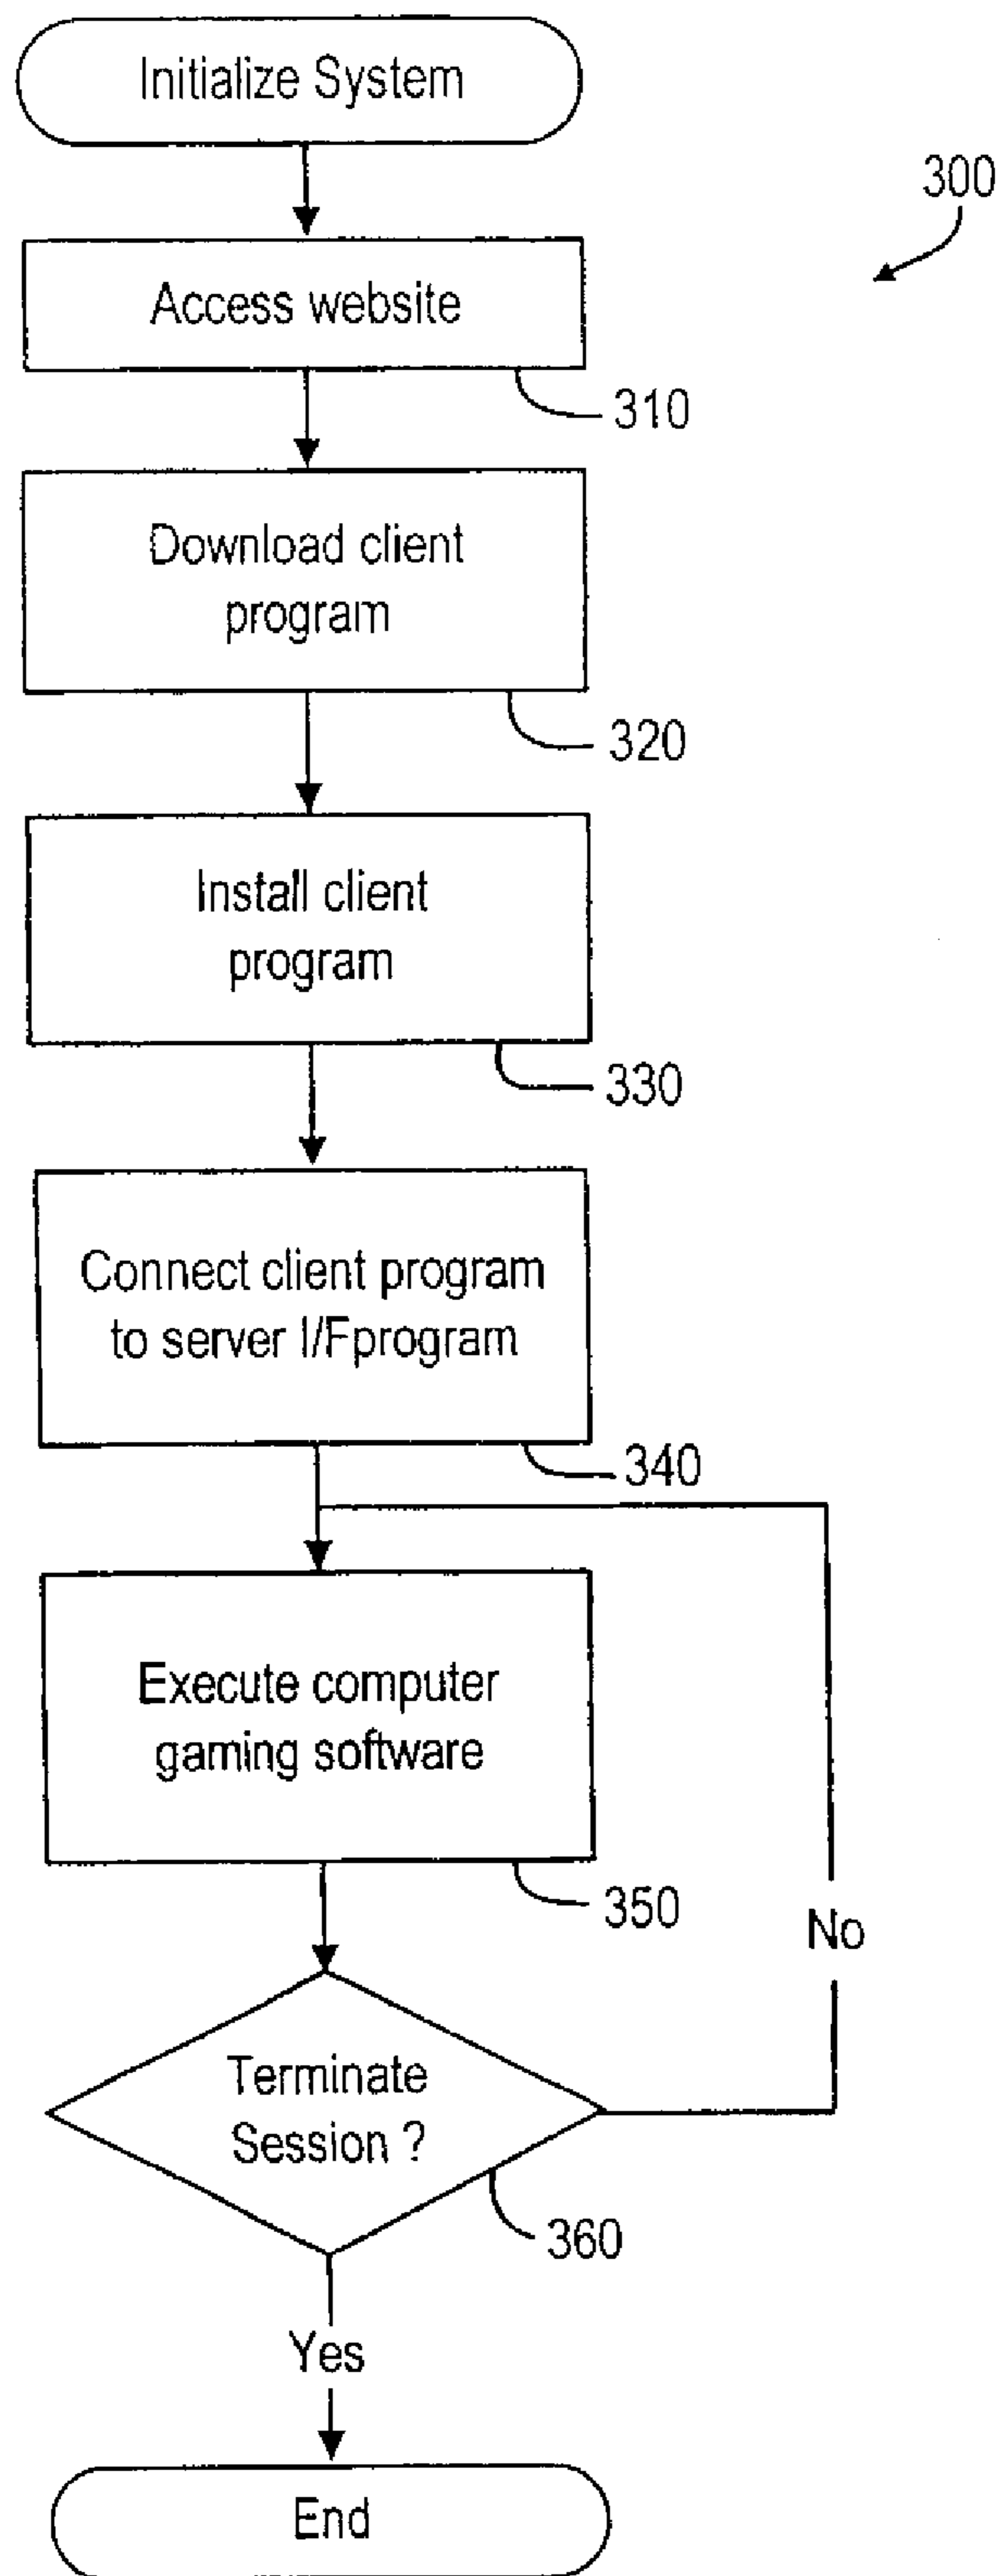 Initialize System
300
Access website
310
Download client
program
320
Install client
program
330
Connect client program
to server I/Fprogram
340
Execute computer
gaming software
350
No
Terminate
Session ?
360
Yes
End